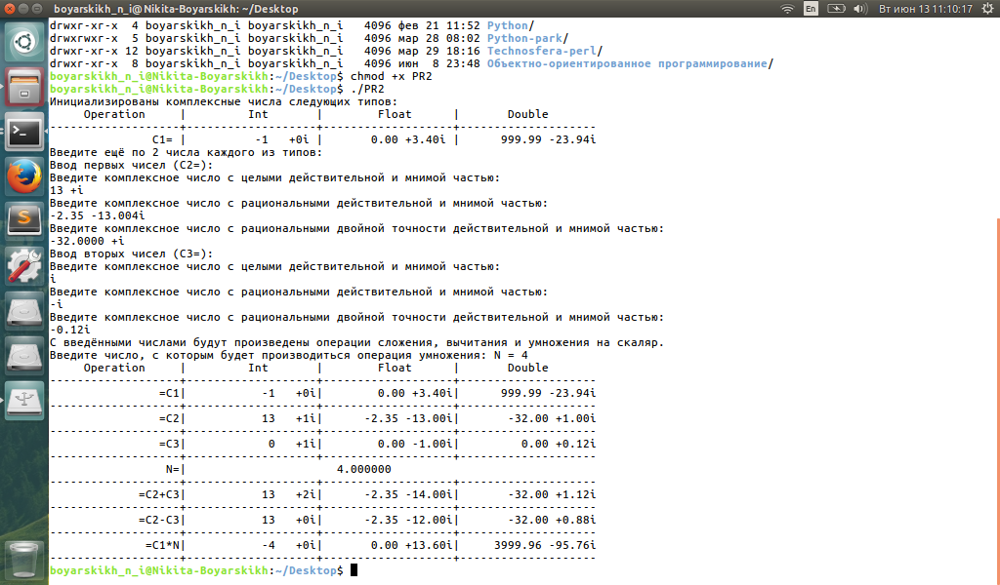 boyarskikh_n_i@Nikita-Boyarskikh: ~/Desktop En Вт июн 13 11:10:17
drwxr-xr-x  4 boyarskikh_n_i boyarskikh_n_i   4096 фев 21 11:52 Python/
drwxrwxr-x  5 boyarskikh_n_i boyarskikh_n_i   4096 мар 28 08:02 Python-park/
drwxr-xr-x 12 boyarskikh_n_i boyarskikh_n_i   4096 мар 29 18:16 Technosfera-perl/
drwxr-xr-x  8 boyarskikh_n_i boyarskikh_n_i   4096 июн  8 23:48 Объектно-ориентированное программирование/
boyarskikh_n_i@Nikita-Boyarskikh:~/Desktop$ chmod +x PR2
boyarskikh_n_i@Nikita-Boyarskikh:~/Desktop$ ./PR2
Инициализированы комплексные числа следующих типов:
     Operation     |         Int       |        Float      |       Double
-------------------+-------------------+-------------------+--------------------
               C1= |          -1   +0i |       0.00 +3.40i |      999.99 -23.94i
Введите ещё по 2 числа каждого из типов:
Ввод первых чисел (C2=):
Введите комплексное число с целыми действительной и мнимой частью:
13 +i
Введите комплексное число с рациональными действительной и мнимой частью:
-2.35 -13.004i
Введите комплексное число с рациональными двойной точности действительной и мнимой частью:
-32.0000 +i
Ввод вторых чисел (C3=):
Введите комплексное число с целыми действительной и мнимой частью:
i
Введите комплексное число с рациональными действительной и мнимой частью:
-i
Введите комплексное число с рациональными двойной точности действительной и мнимой частью:
-0.12i
С введёнными числами будут произведены операции сложения, вычитания и умножения на скаляр.
Введите число, с которым будет производиться операция умножения: N = 4
     Operation     |         Int       |        Float      |       Double
-------------------+-------------------+-------------------+--------------------
                =C1|           -1   +0i|        0.00 +3.40i|      999.99 -23.94i
-------------------+-------------------+-------------------+--------------------
                =C2|           13   +1i|      -2.35 -13.00i|       -32.00 +1.00i
-------------------+-------------------+-------------------+--------------------
                =C3|            0   +1i|        0.00 -1.00i|         0.00 +0.12i
-------------------+-------------------+-------------------+--------------------
                 N=|                      4.000000
-------------------+-------------------+-------------------+--------------------
             =C2+C3|           13   +2i|      -2.35 -14.00i|       -32.00 +1.12i
-------------------+-------------------+-------------------+--------------------
             =C2-C3|           13   +0i|      -2.35 -12.00i|       -32.00 +0.88i
-------------------+-------------------+-------------------+--------------------
              =C1*N|           -4   +0i|       0.00 +13.60i|     3999.96 -95.76i
-------------------+-------------------+-------------------+--------------------
boyarskikh_n_i@Nikita-Boyarskikh:~/Desktop$